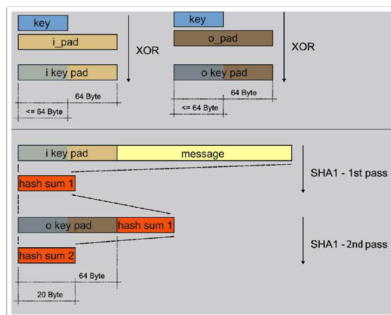 key
i_pad
XOR
i key pad
64 Byte
<= 64 Byte
key
o_pad
XOR
o key pad
64 Byte
<= 64 Byte
i key pad message
hash sum 1
SHA1 - 1st pass
o key pad hash sum 1
hash sum 2
SHA1 - 2nd pass
64 Byte
20 Byte